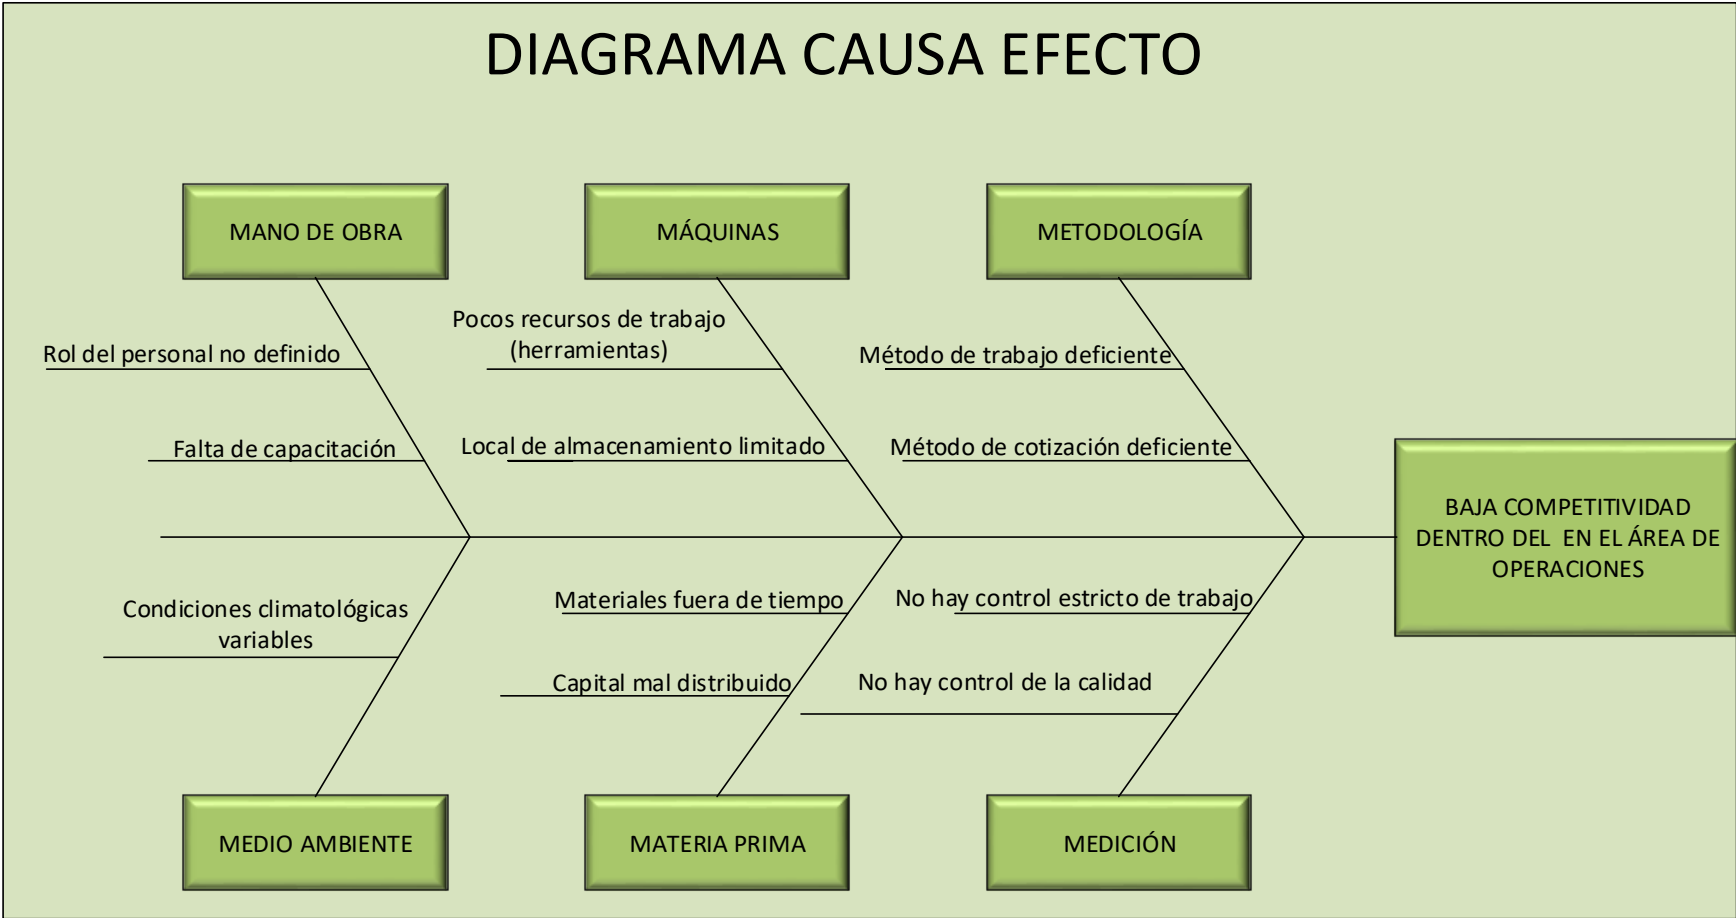 DIAGRAMA CAUSA EFECTO
MANO DE OBRA
MÁQUINAS
METODOLOGÍA
Pocos recursos de trabajo
(herramientas)
Rol del personal no definido
Método de trabajo deficiente
Falta de capacitación
Local de almacenamiento limitado
Método de cotización deficiente
BAJA COMPETITIVIDAD
DENTRO DEL  EN EL ÁREA DE
OPERACIONES
Condiciones climatológicas
variables
Materiales fuera de tiempo
No hay control estricto de trabajo
Capital mal distribuido
No hay control de la calidad
MEDIO AMBIENTE
MATERIA PRIMA
MEDICIÓN